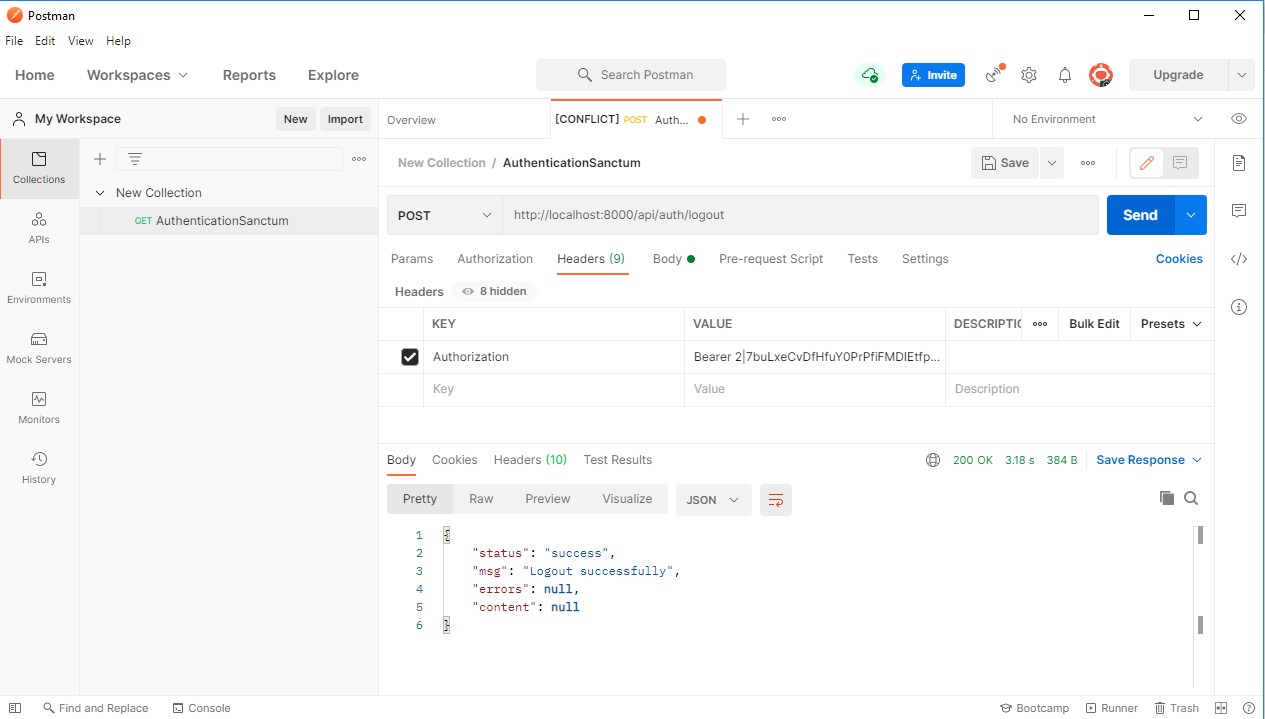 Postman
File Edit View Help
Home Workspaces Reports Explore Search Postman Invite Upgrade
My Workspace New Import Overview [CONFLICT] POST Auth... No Environment
Collections
APIs
Environments
Mock Servers
Monitors
History
New Collection
GET AuthenticationSanctum
New Collection / AuthenticationSanctum Save
POST http://localhost:8000/api/auth/logout Send
Params Authorization Headers (9) Body Pre-request Script Tests Settings Cookies
Headers 8 hidden
KEY VALUE DESCRIPTIC Bulk Edit Presets
Authorization Bearer 2|7buLxeCvDfHfuY0PrPfiFMDIEtfp...
Key Value Description
Body Cookies Headers (10) Test Results 200 OK 3.18 s 384 B Save Response
Pretty Raw Preview Visualize JSON
1 {
2 "status": "success",
3 "msg": "Logout successfully",
4 "errors": null,
5 "content": null
6 }
Find and Replace Console Bootcamp Runner Trash